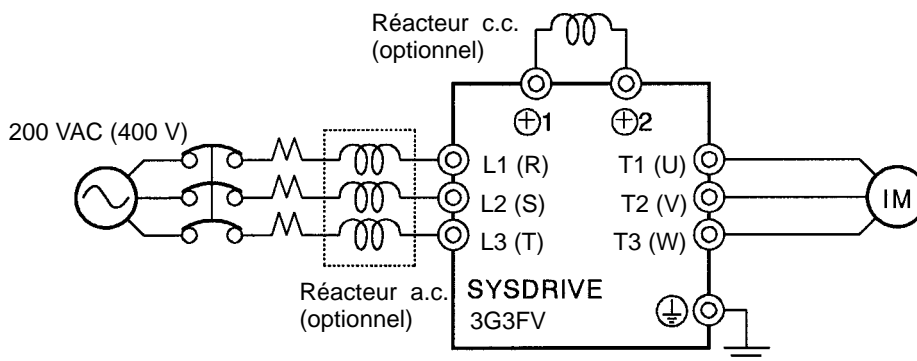 Réacteur c.c.
(optionnel)
⊕1 ⊕2
200 VAC (400 V)
L1 (R) T1 (U)
L2 (S) T2 (V) IM
L3 (T) T3 (W)
Réacteur a.c.
(optionnel)
SYSDRIVE
3G3FV